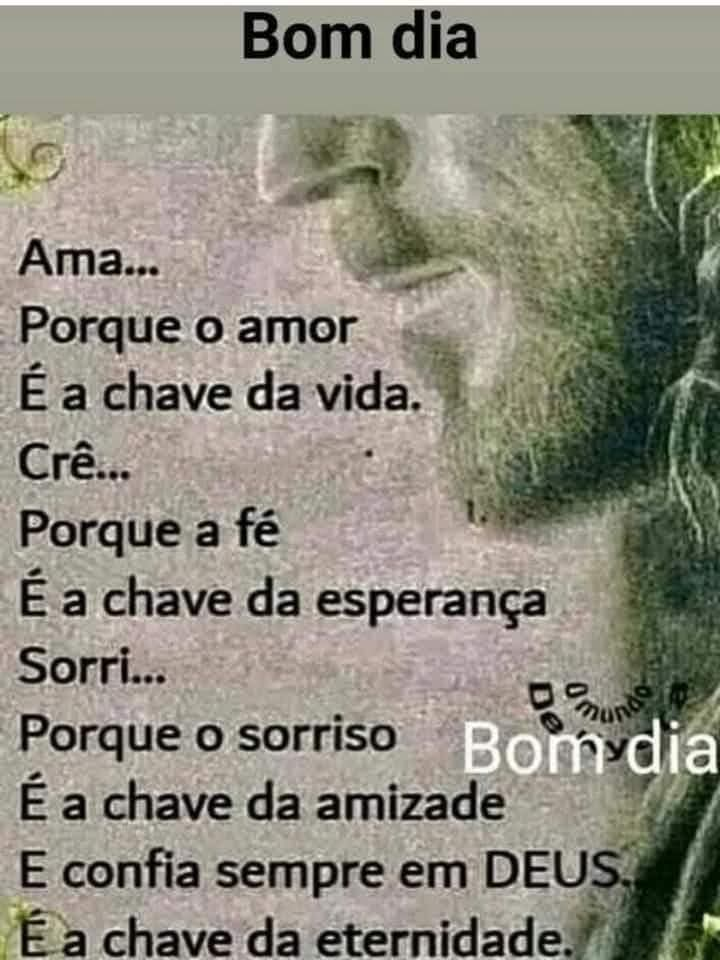 Bom dia
Ama...
Porque o amor
É a chave da vida.
Crê...
Porque a fé
É a chave da esperança
Sorri...
Porque o sorriso
É a chave da amizade
E confia sempre em DEUS.
É a chave da eternidade.
O mundo
De
Bom dia